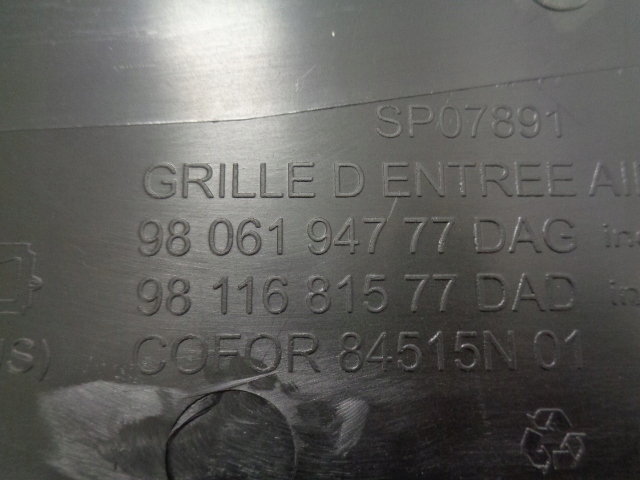 SP07891
GRILLE D ENTREE
98 061 947 77 DAG
98 116 815 77 DAD
COFOR 84515N 01